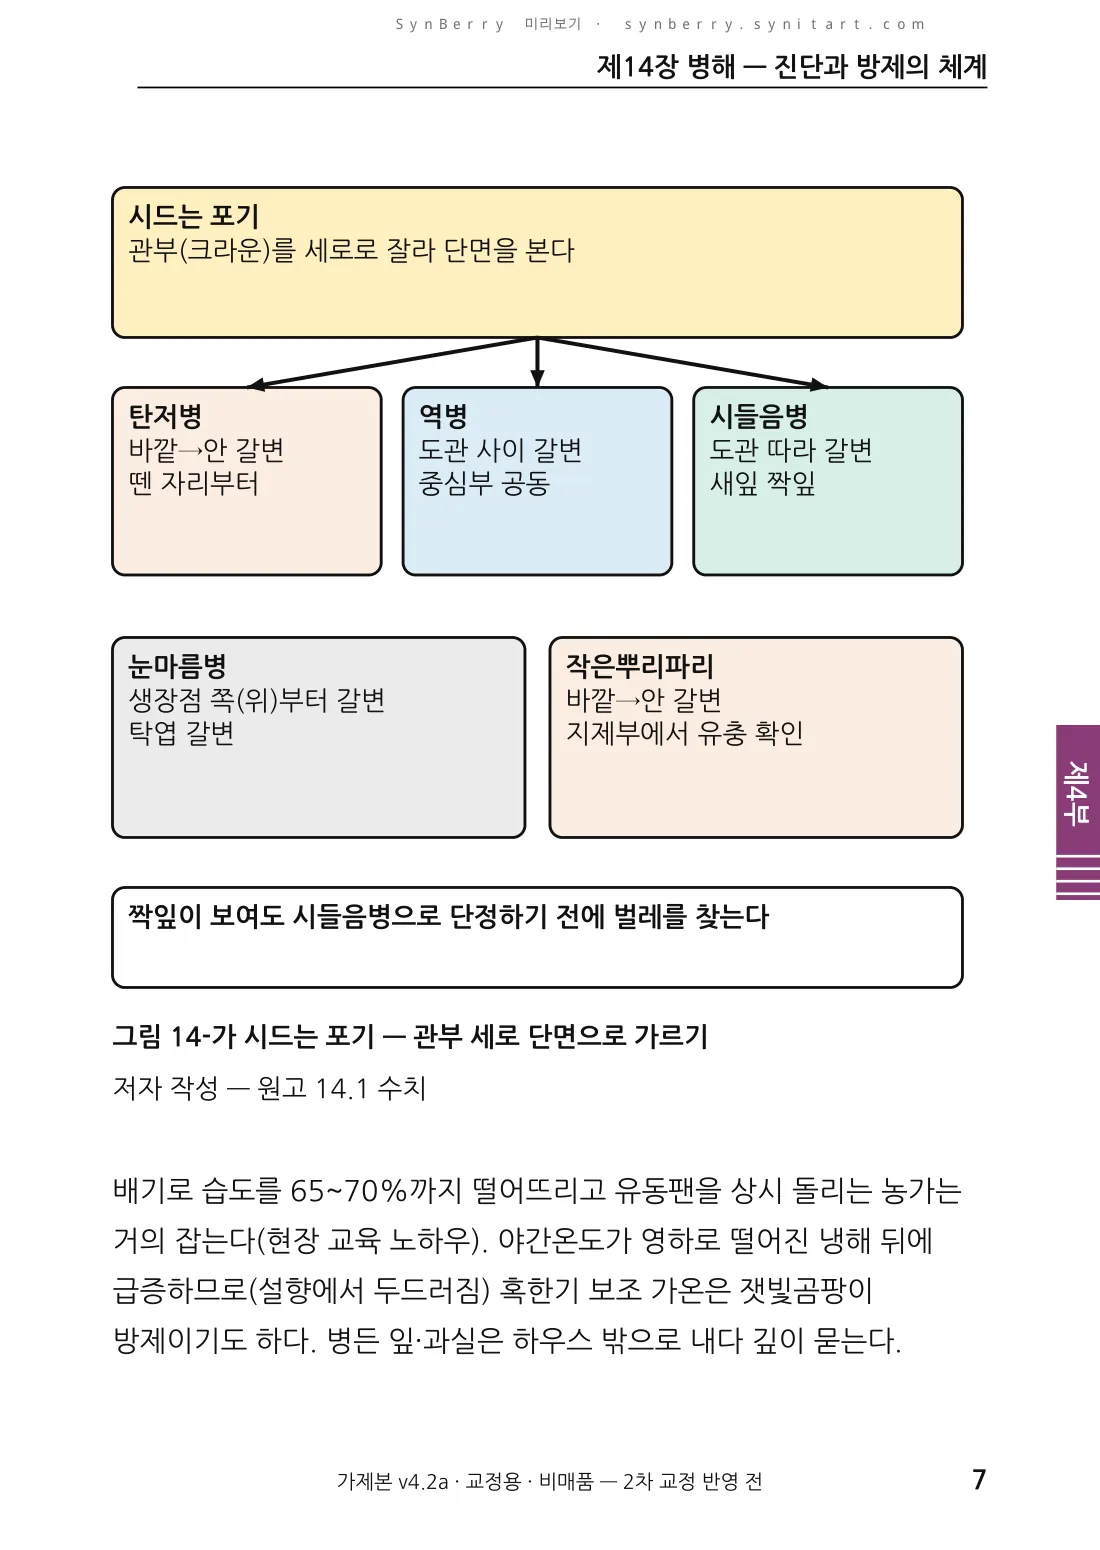 SynBerry 미리보기 · synberry.synitart.com
제14장 병해 — 진단과 방제의 체계
시드는 포기
관부(크라운)를 세로로 잘라 단면을 본다
탄저병
바깥→안 갈변
뗀 자리부터
역병
도관 사이 갈변
중심부 공동
시들음병
도관 따라 갈변
새잎 짝잎
눈마름병
생장점 쪽(위)부터 갈변
탁엽 갈변
작은뿌리파리
바깥→안 갈변
지제부에서 유충 확인
짝잎이 보여도 시들음병으로 단정하기 전에 벌레를 찾는다
그림 14-가 시드는 포기 — 관부 세로 단면으로 가르기
저자 작성 — 원고 14.1 수치
배기로 습도를 65~70%까지 떨어뜨리고 유동팬을 상시 돌리는 농가는
거의 잡는다(현장 교육 노하우). 야간온도가 영하로 떨어진 냉해 뒤에
급증하므로(설향에서 두드러짐) 혹한기 보조 가온은 잿빛곰팡이
방제이기도 하다. 병든 잎·과실은 하우스 밖으로 내다 깊이 묻는다.
제4부
가제본 v4.2a · 교정용 · 비매품 — 2차 교정 반영 전
7